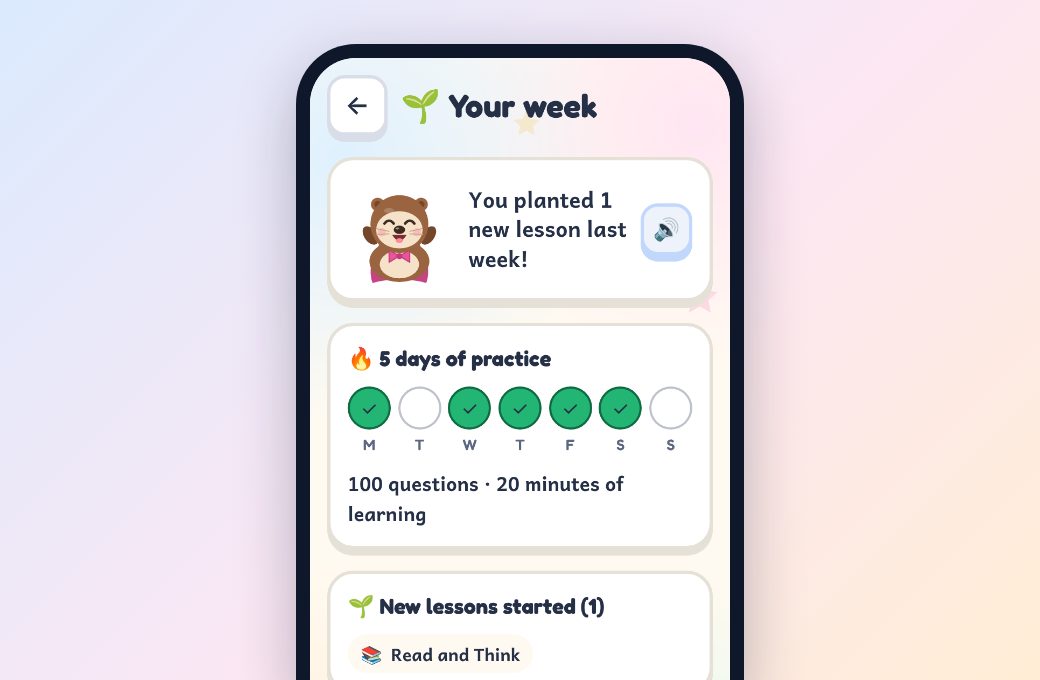 Your week
You planted 1
new lesson last
week!
5 days of practice
M T W T F S S
100 questions · 20 minutes of
learning
New lessons started (1)
Read and Think